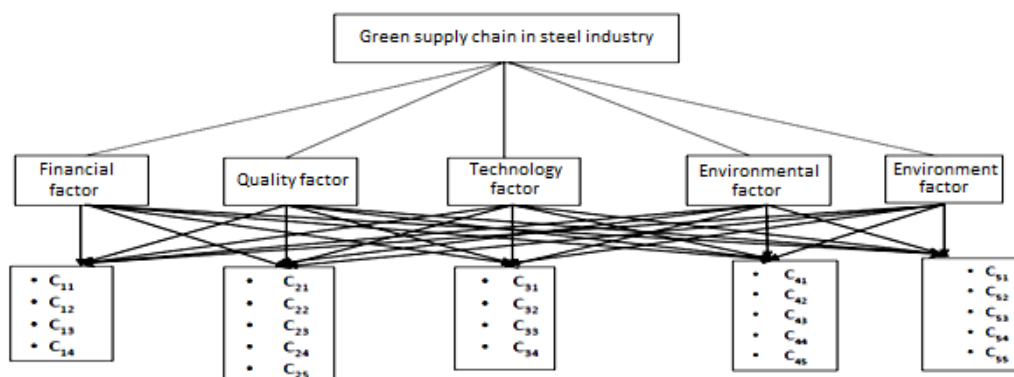 Green supply chain in steel industry
Financial
factor
Quality factor
Technology
factor
Environmental
factor
Environment
factor
• C11
• C12
• C13
• C14
• C21
• C22
• C23
• C24
• C25
• C31
• C32
• C33
• C34
• C41
• C42
• C43
• C44
• C45
• C51
• C52
• C53
• C54
• C55